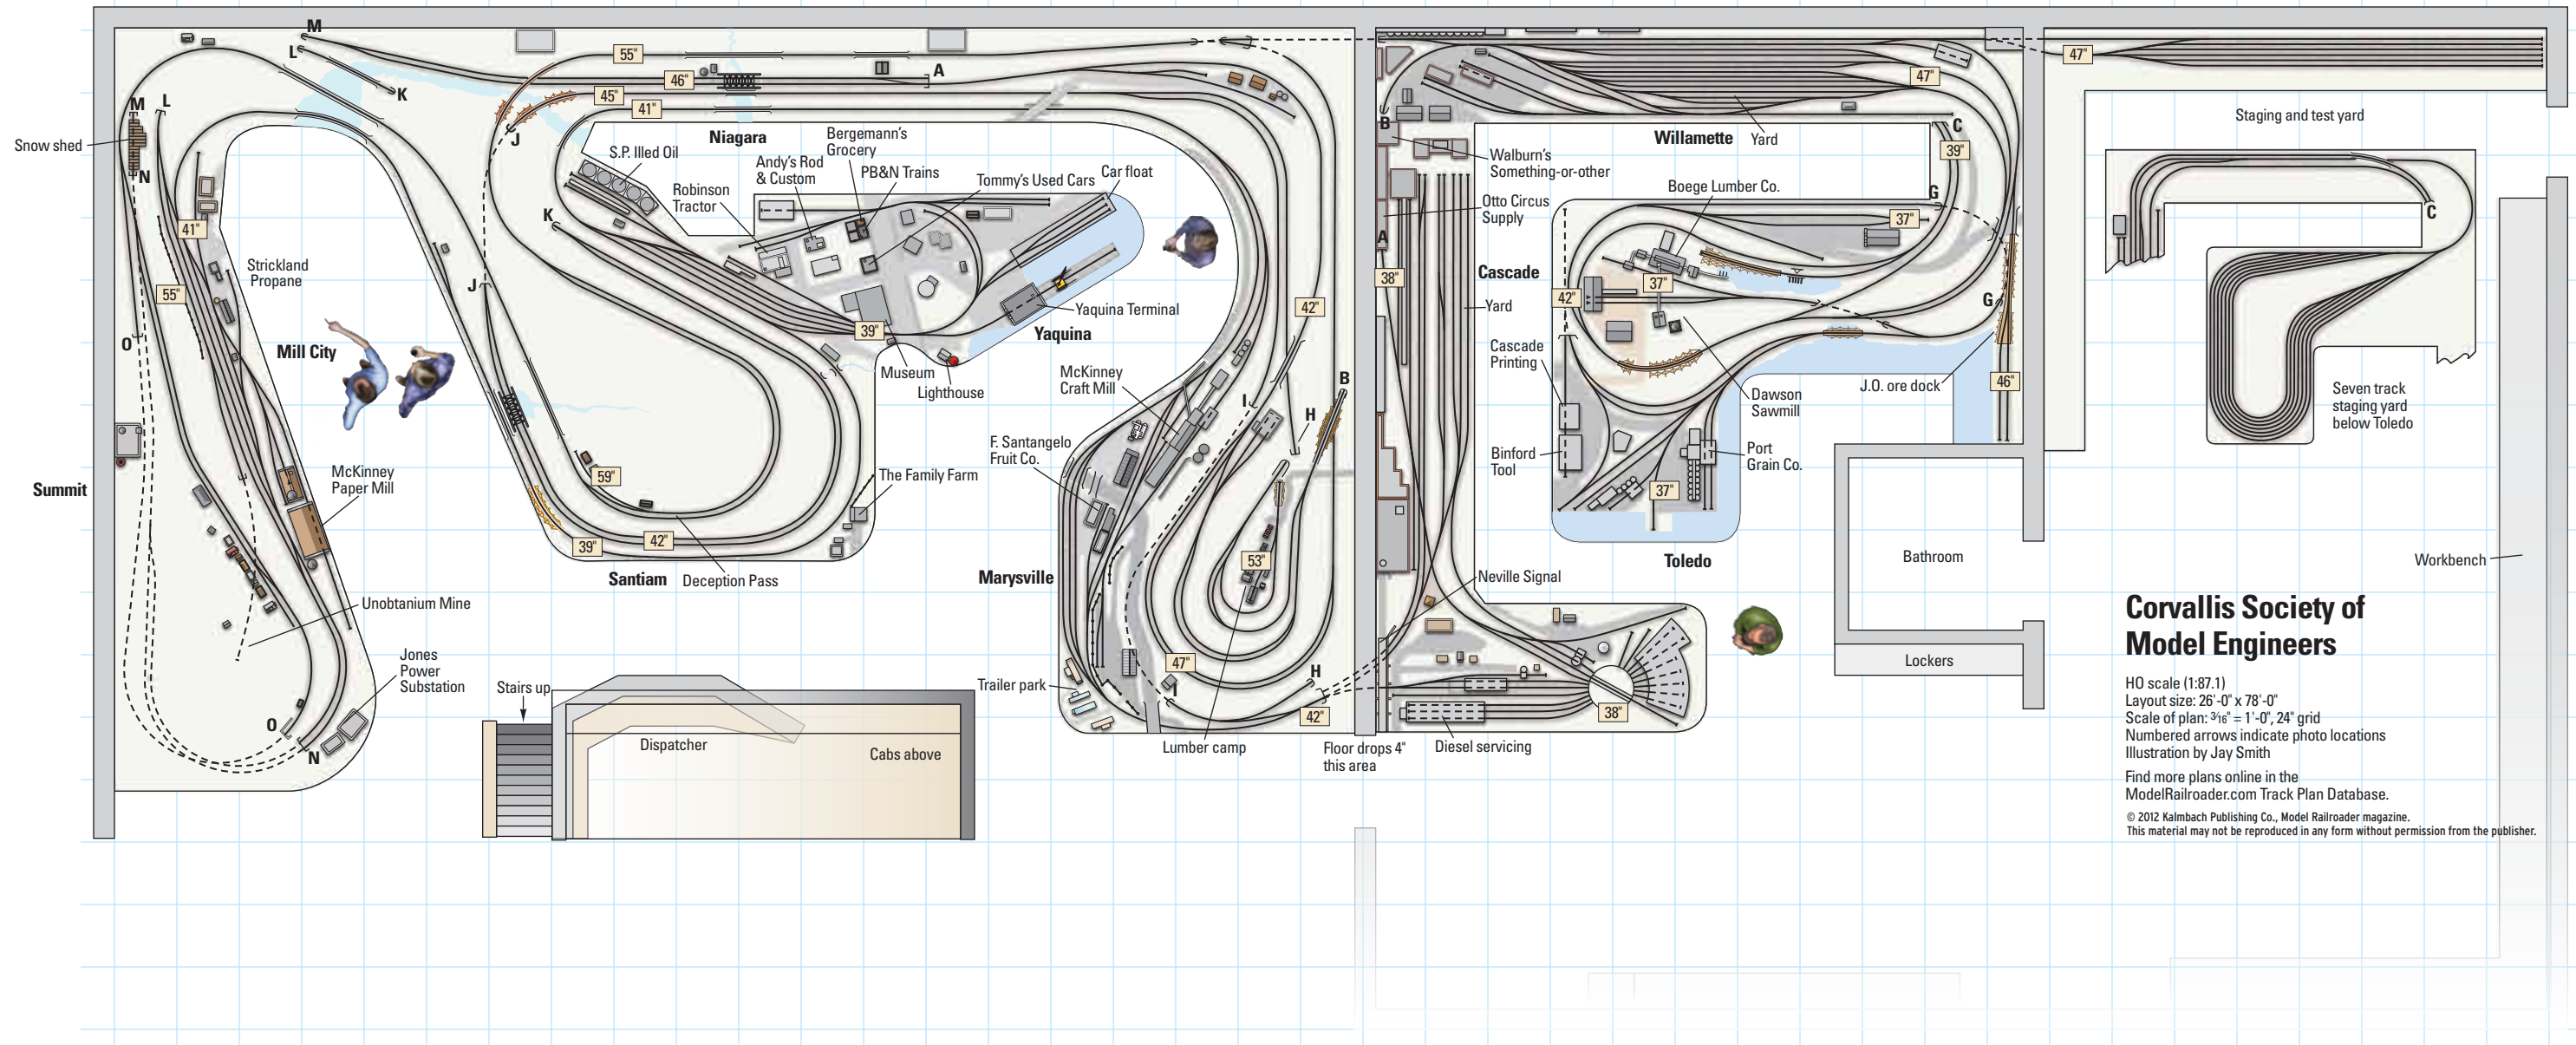 M
L
K
M
L
Snow shed
N
41"
55"
Strickland
Propane
O
Mill City
McKinney
Paper Mill
Summit
Unobtanium Mine
Jones
Power
Substation
O
N
55"
46"
A
45"
41"
J
Niagara
S.P. Illed Oil
Robinson
Tractor
Andy's Rod
& Custom
Bergemann's
Grocery
PB&N Trains
Tommy's Used Cars
Car float
K
J
39"
Yaquina Terminal
Yaquina
Museum
Lighthouse
59"
The Family Farm
39"
42"
Santiam
Deception Pass
Stairs up
Dispatcher
Cabs above
42"
McKinney
Craft Mill
I
H
B
F. Santangelo
Fruit Co.
53"
Marysville
47"
H
I
Trailer park
42"
Lumber camp
Floor drops 4"
this area
Diesel servicing
38"
Neville Signal
B
Walburn's
Something-or-other
Otto Circus
Supply
A
38"
Cascade
Yard
Willamette
Yard
47"
C
39"
G
Boege Lumber Co.
37"
37"
42"
G
Cascade
Printing
J.O. ore dock
46"
Dawson
Sawmill
Binford
Tool
Port
Grain Co.
37"
Toledo
47"
Staging and test yard
C
Seven track
staging yard
below Toledo
Bathroom
Lockers
Workbench
Corvallis Society of
Model Engineers
HO scale (1:87.1)
Layout size: 26'-0" x 78'-0"
Scale of plan: 3/16" = 1'-0", 24" grid
Numbered arrows indicate photo locations
Illustration by Jay Smith
Find more plans online in the
ModelRailroader.com Track Plan Database.
© 2012 Kalmbach Publishing Co., Model Railroader magazine.
This material may not be reproduced in any form without permission from the publisher.